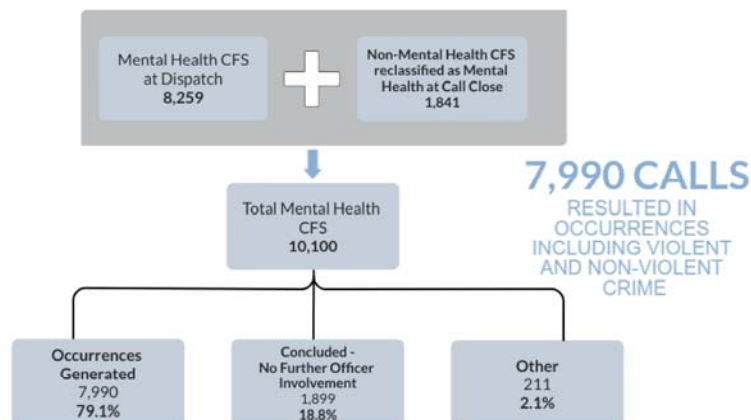 Mental Health CFS
at Dispatch
8,259
Non-Mental Health CFS
reclassified as Mental
Health at Call Close
1,841
Total Mental Health
CFS
10,100
7,990 CALLS
RESULTED IN
OCCURRENCES
INCLUDING VIOLENT
AND NON-VIOLENT
CRIME
Occurrences
Generated
7,990
79.1%
Concluded -
No Further Officer
Involvement
1,899
18.8%
Other
211
2.1%